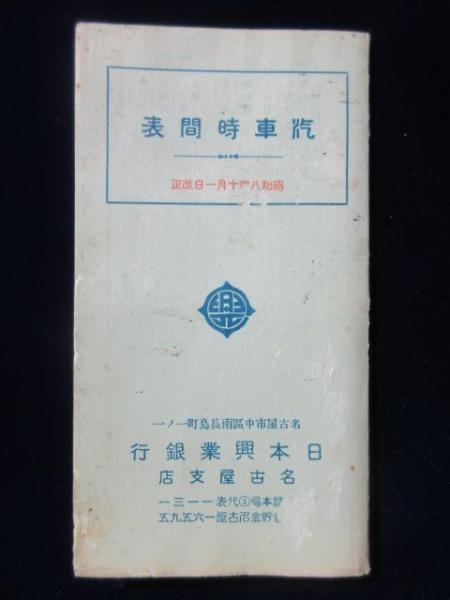 汽車時間表
昭和八年十月一日改正
興
名古屋市中區南長島町一ノ一
日本興業銀行
名古屋支店
本局②代表一一三一
貯金名古屋一六五九五